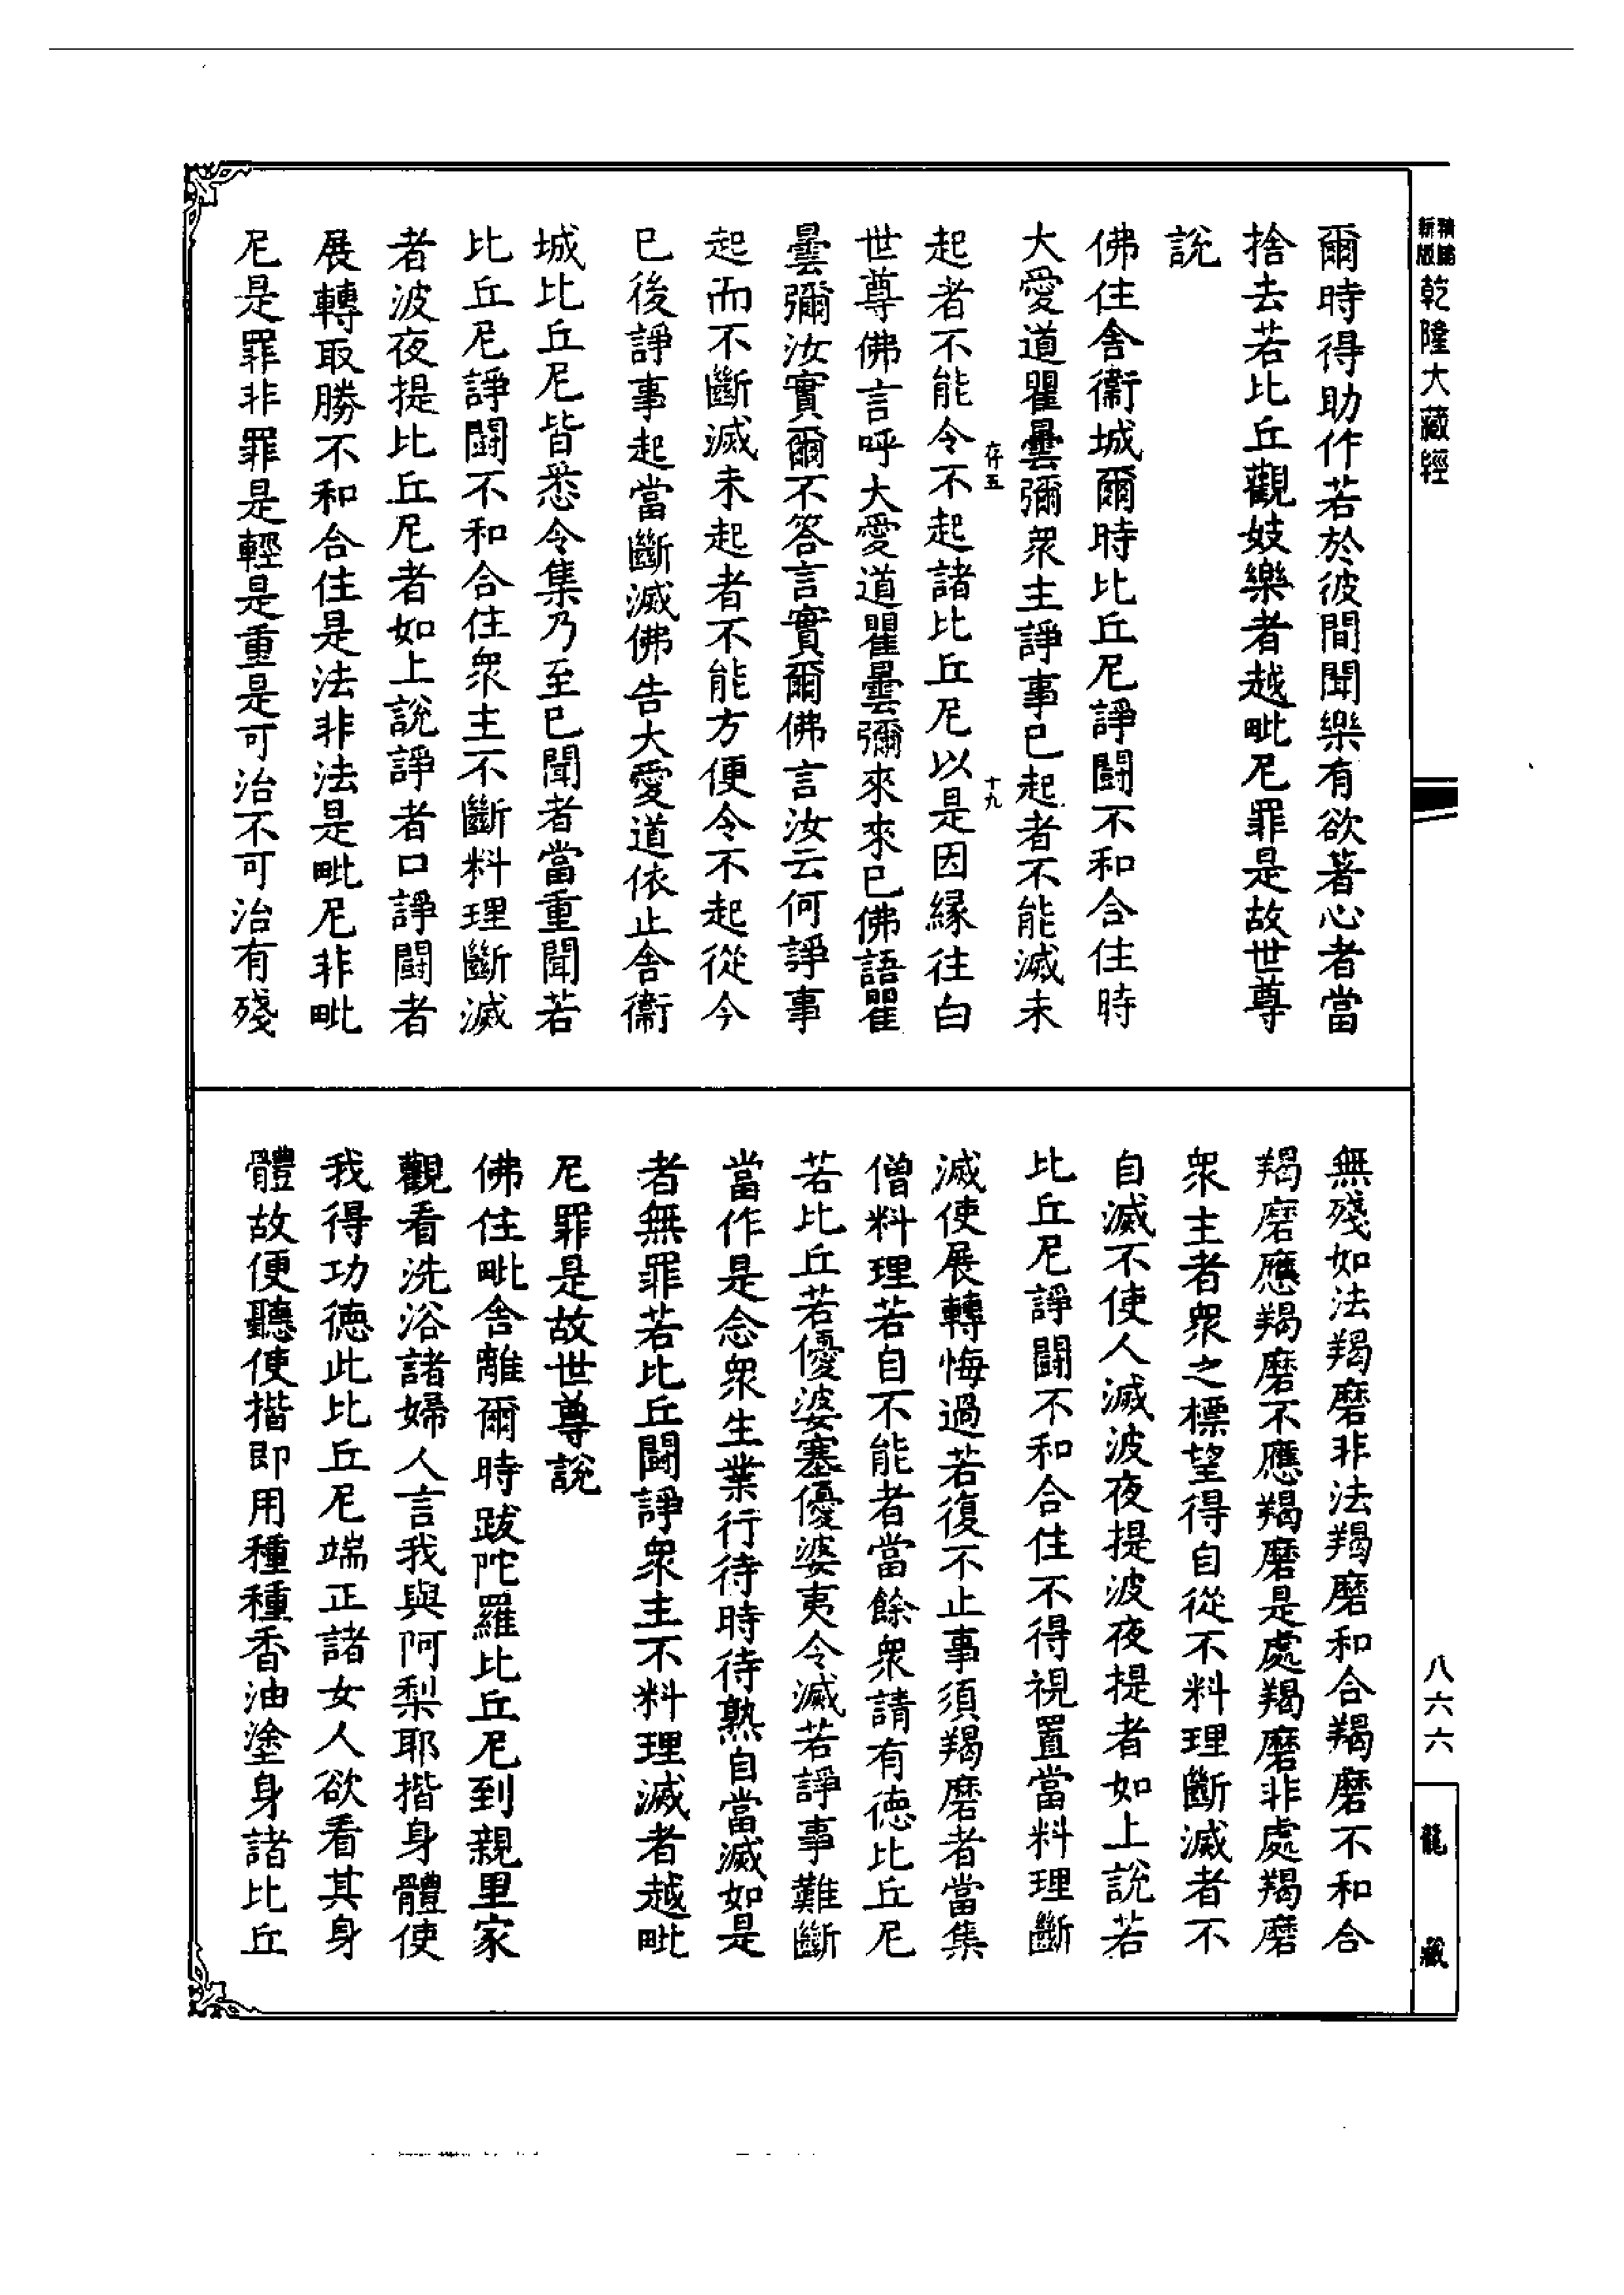 精編新版
乾隆大藏經
爾時得助作若於彼間聞樂有欲著心者當
捨去若比丘觀妓樂者越毗尼罪是故世尊
說
佛住舍衞城爾時比丘尼諍鬪不和合住時
大愛道瞿曇彌衆主諍事已起者不能滅未
存五
十九
起者不能令不起諸比丘尼以是因緣往白
世尊佛言呼大愛道瞿曇彌來來已佛語瞿
曇彌汝實爾不答言實爾佛言汝云何諍事
起而不斷滅未起者不能方便令不起從今
已後諍事起當斷滅佛告大愛道依止舍衞
城比丘尼皆悉令集乃至已聞者當重聞若
比丘尼諍鬪不和合住衆主不斷料理斷滅
者波夜提比丘尼者如上說諍者口諍鬪者
展轉取勝不和合住是法非法是毗尼非毗
尼是罪非罪是輕是重是可治不可治有殘
無殘如法羯磨非法羯磨和合羯磨不和合
羯磨應羯磨不應羯磨是處羯磨非處羯磨
衆主者衆之標望得自從不料理斷滅者不
自滅不使人滅波夜提波夜提者如上說若
比丘尼諍鬪不和合住不得視置當料理斷
滅使展轉悔過若復不止事須羯磨者當集
僧料理若自不能者當餘衆請有德比丘尼
若比丘若優婆塞優婆夷令滅若諍事難斷
當作是念衆生業行待時待熟自當滅如是
者無罪若比丘鬪諍衆主不料理滅者越毗
尼罪是故世尊說
佛住毗舍離爾時跋陀羅比丘尼到親里家
觀看洗浴諸婦人言我與阿梨耶揩身體使
我得功德此比丘尼端正諸女人欲看其身
體故便聽使揩即用種種香油塗身諸比丘
八六六
龍藏